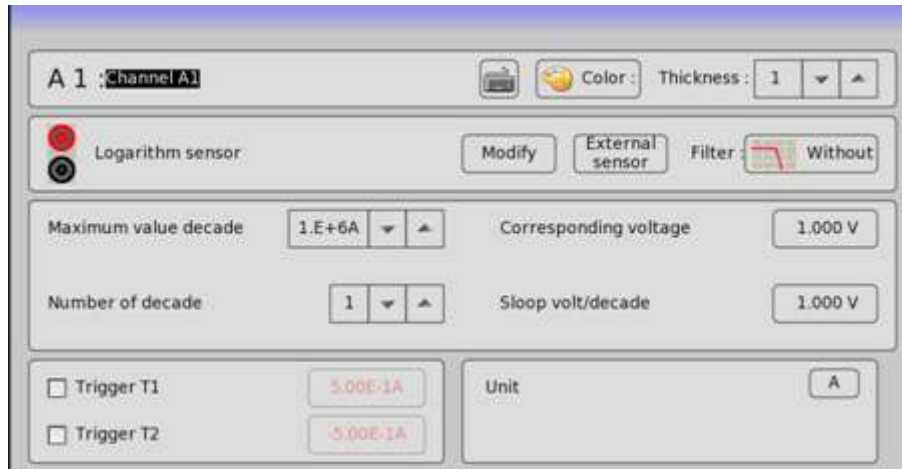 A 1 :Channel A1 Color : Thickness : 1
Logarithm sensor Modify External sensor Filter : Without
Maximum value decade 1.E+6A Corresponding voltage 1.000 V
Number of decade 1 Sloop volt/decade 1.000 V
Trigger T1 5.00E-1A Unit A
Trigger T2 -5.00E-1A